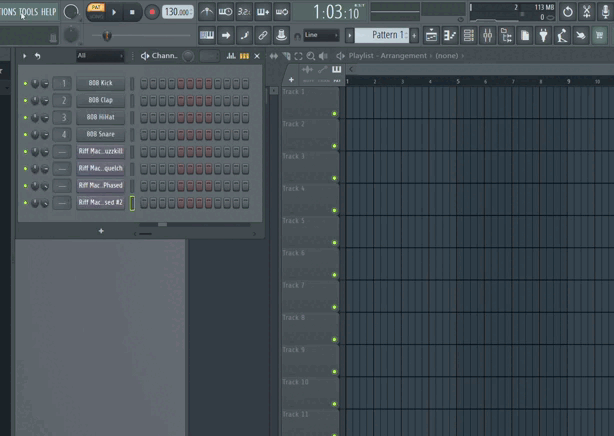 TIONS TOOLS HELP
PAT
SONG
130.000
3 2
1:03:10
2
113 MB
0
Line
Pattern 1
All
Chann..
Playlist - Arrangement › (none) ›
PAT
1 2 3 4 5 6 7 8 9 10
1 808 Kick
2 808 Clap
3 808 HiHat
4 808 Snare
--- Riff Mac..uzzkill
--- Riff Mac..quelch
--- Riff Mac..Phased
--- Riff Mac..sed #2
Track 1
Track 2
Track 3
Track 4
Track 5
Track 6
Track 7
Track 8
Track 9
Track 10
Track 11